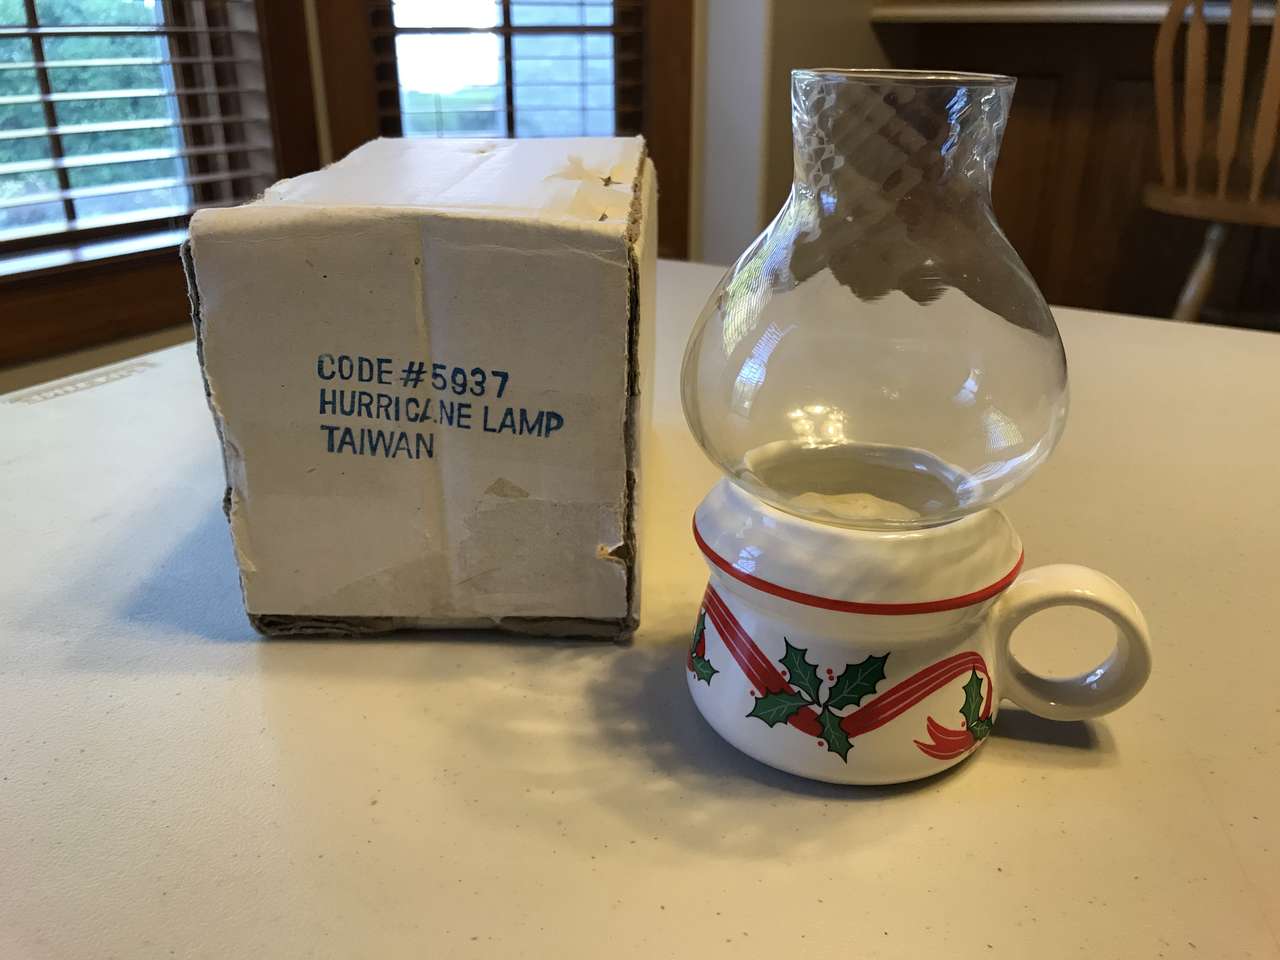 CODE #5937
HURRICANE LAMP
TAIWAN